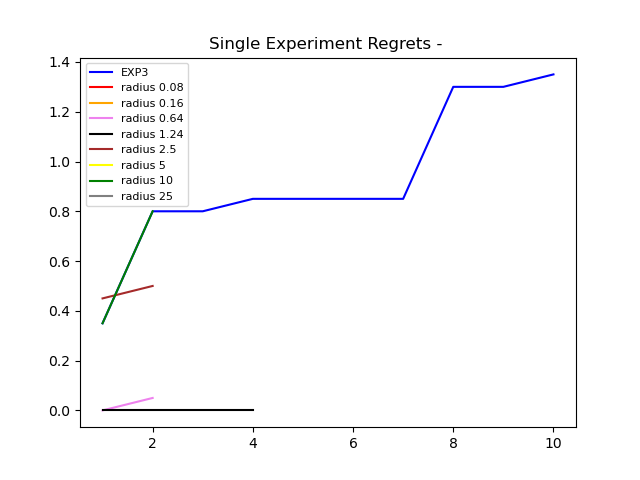 Single Experiment Regrets -
1.4
1.2
1.0
0.8
0.6
0.4
0.2
0.0
EXP3
radius 0.08
radius 0.16
radius 0.64
radius 1.24
radius 2.5
radius 5
radius 10
radius 25
2 4 6 8 10